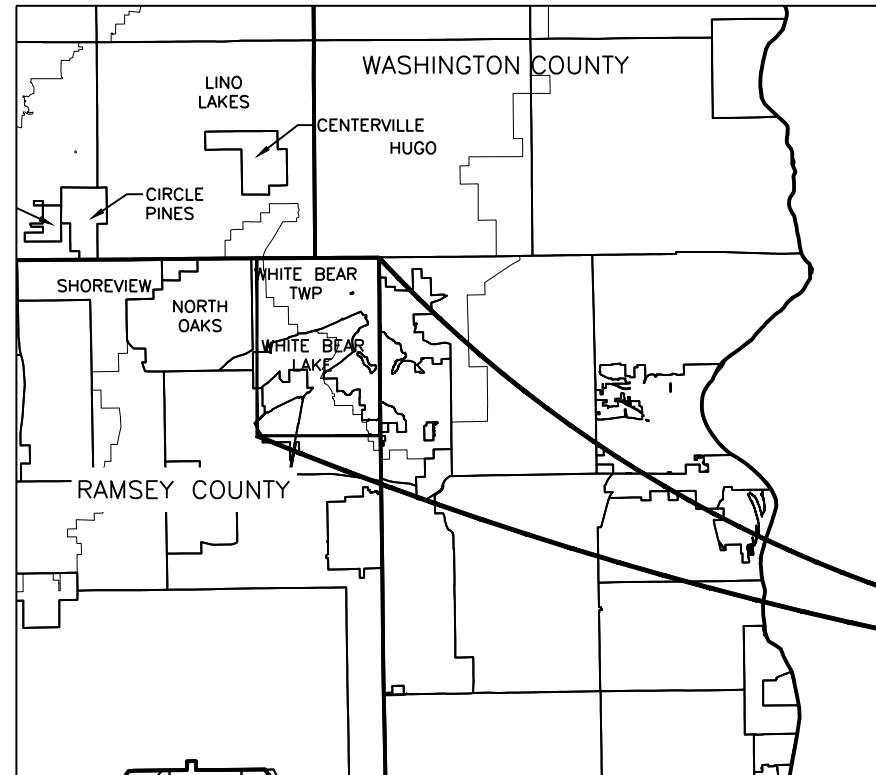 WASHINGTON COUNTY
LINO
LAKES
CENTERVILLE
HUGO
CIRCLE
PINES
SHOREVIEW
WHITE BEAR
TWP
NORTH
OAKS
WHITE BEAR
LAKE
RAMSEY COUNTY